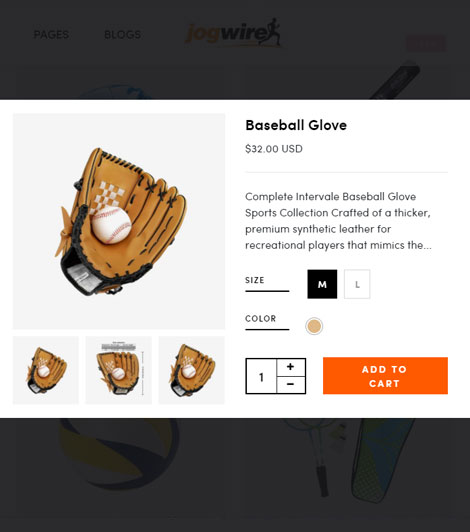 PAGES
BLOGS
jogwire
Baseball Glove
$32.00 USD
Complete Intervale Baseball Glove
Sports Collection Crafted of a thicker,
premium synthetic leather for
recreational players that mimics the...
SIZE
M
L
COLOR
1
+
−
ADD TO
CART